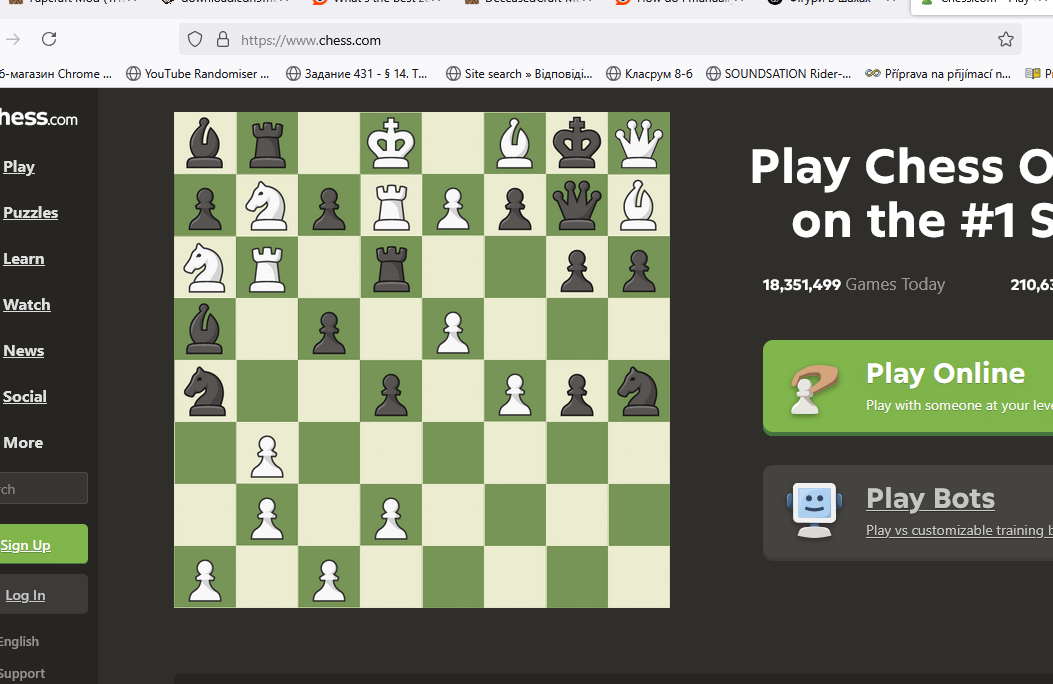 https://www.chess.com
б-магазин Chrome ...
YouTube Randomiser ...
Задание 431 - § 14. Т...
Site search » Відповіді...
Класрум 8-б
SOUNDSATION Rider-...
Příprava na přijímací n...
hess.com
Play
Puzzles
Learn
Watch
News
Social
More
rch
Sign Up
Log In
English
Support
Play Chess O
on the #1 S
18,351,499 Games Today
210,63
Play Online
Play with someone at your leve
Play Bots
Play vs customizable training b